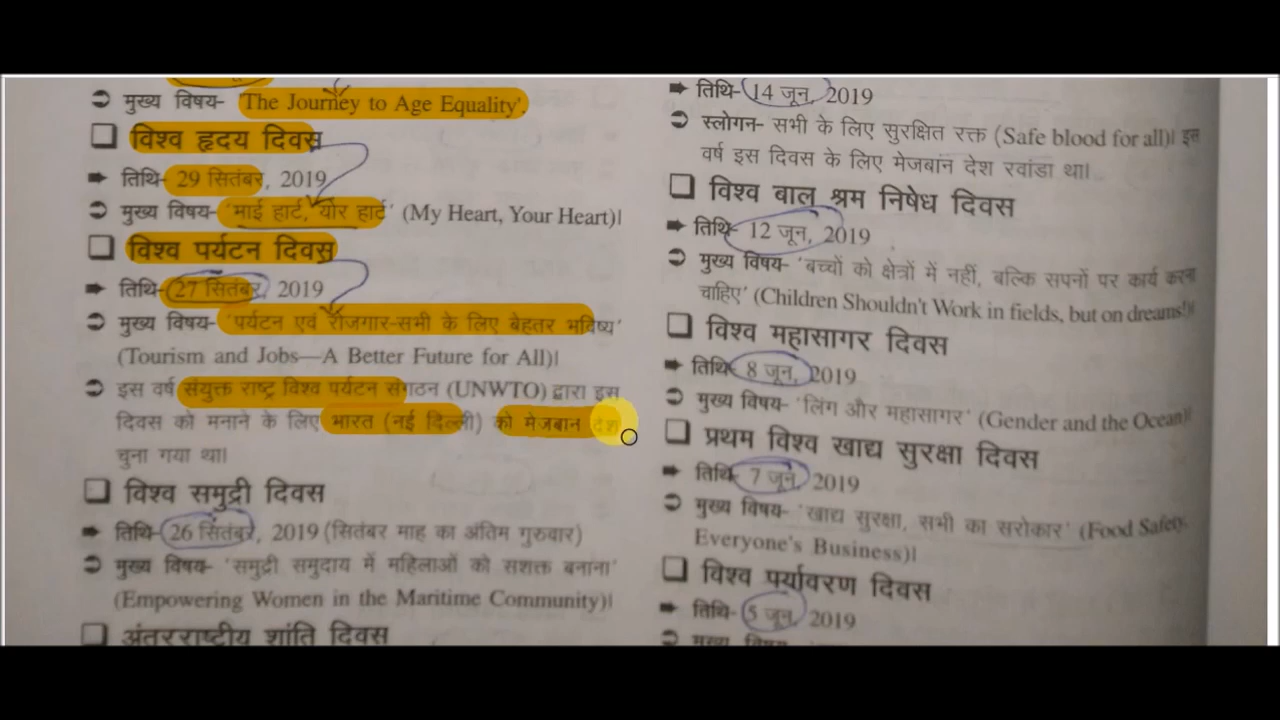 मुख्य विषय- 'The Journey to Age Equality'.
विश्व हृदय दिवस
तिथि- 29 सितंबर, 2019
मुख्य विषय- 'माई हार्ट, योर हार्ट' (My Heart, Your Heart)।
विश्व पर्यटन दिवस
तिथि- 27 सितंबर, 2019
मुख्य विषय- 'पर्यटन एवं रोजगार-सभी के लिए बेहतर भविष्य'
(Tourism and Jobs—A Better Future for All)।
इस वर्ष संयुक्त राष्ट्र विश्व पर्यटन संगठन (UNWTO) द्वारा इस
दिवस को मनाने के लिए भारत (नई दिल्ली) को मेजबान देश
चुना गया था।
विश्व समुद्री दिवस
तिथि- 26 सितंबर, 2019 (सितंबर माह का अंतिम गुरुवार)
मुख्य विषय- 'समुद्री समुदाय में महिलाओं को सशक्त बनाना'
(Empowering Women in the Maritime Community)।
अंतरराष्ट्रीय शांति दिवस
तिथि- 14 जून, 2019
स्लोगन- सभी के लिए सुरक्षित रक्त (Safe blood for all)। इस
वर्ष इस दिवस के लिए मेजबान देश रवांडा था।
विश्व बाल श्रम निषेध दिवस
तिथि- 12 जून, 2019
मुख्य विषय- 'बच्चों को क्षेत्रों में नहीं, बल्कि सपनों पर कार्य करना
चाहिए' (Children Shouldn't Work in fields, but on dreams!)।
विश्व महासागर दिवस
तिथि- 8 जून, 2019
मुख्य विषय- 'लिंग और महासागर' (Gender and the Ocean)।
प्रथम विश्व खाद्य सुरक्षा दिवस
तिथि- 7 जून, 2019
मुख्य विषय- 'खाद्य सुरक्षा, सभी का सरोकार' (Food Safety,
Everyone's Business)।
विश्व पर्यावरण दिवस
तिथि- 5 जून, 2019
मुख्य विषय-